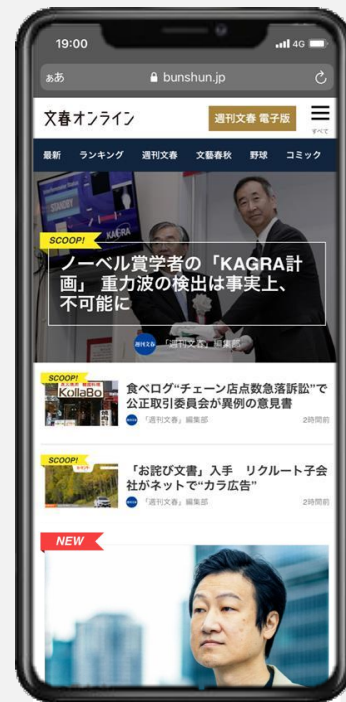 19:00
4G
ぁあ
bunshun.jp
文春オンライン
週刊文春 電子版
すべて
最新 ランキング 週刊文春 文藝春秋 野球 コミック
STANDBY
KAGRA
SCOOP!
ノーベル賞学者の「KAGRA計
画」 重力波の検出は事実上、
不可能に
週刊文春 「週刊文春」編集部
SCOOP!
KollaBo
食べログ“チェーン店点数急落訴訟”で
公正取引委員会が異例の意見書
「週刊文春」編集部
2時間前
SCOOP!
「お詫び文書」入手 リクルート子会
社がネットで“カラ広告”
「週刊文春」編集部
2時間前
NEW